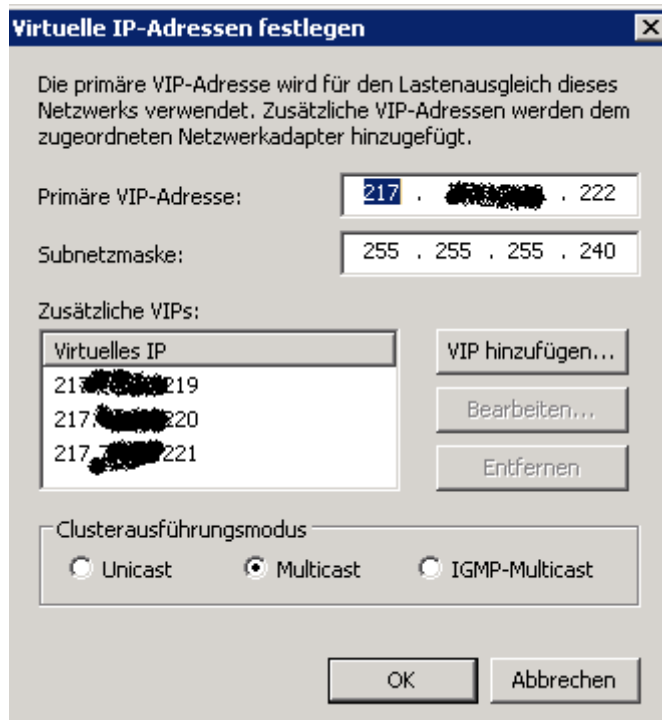 Virtuelle IP-Adressen festlegen
Die primäre VIP-Adresse wird für den Lastenausgleich dieses
Netzwerks verwendet. Zusätzliche VIP-Adressen werden dem
zugeordneten Netzwerkadapter hinzugefügt.
Primäre VIP-Adresse: 217 . . 222
Subnetzmaske: 255 . 255 . 255 . 240
Zusätzliche VIPs:
Virtuelles IP
VIP hinzufügen...
217 219
217. 220
217. 221
Bearbeiten...
Entfernen
Clusterausführungsmodus
Unicast Multicast IGMP-Multicast
OK Abbrechen